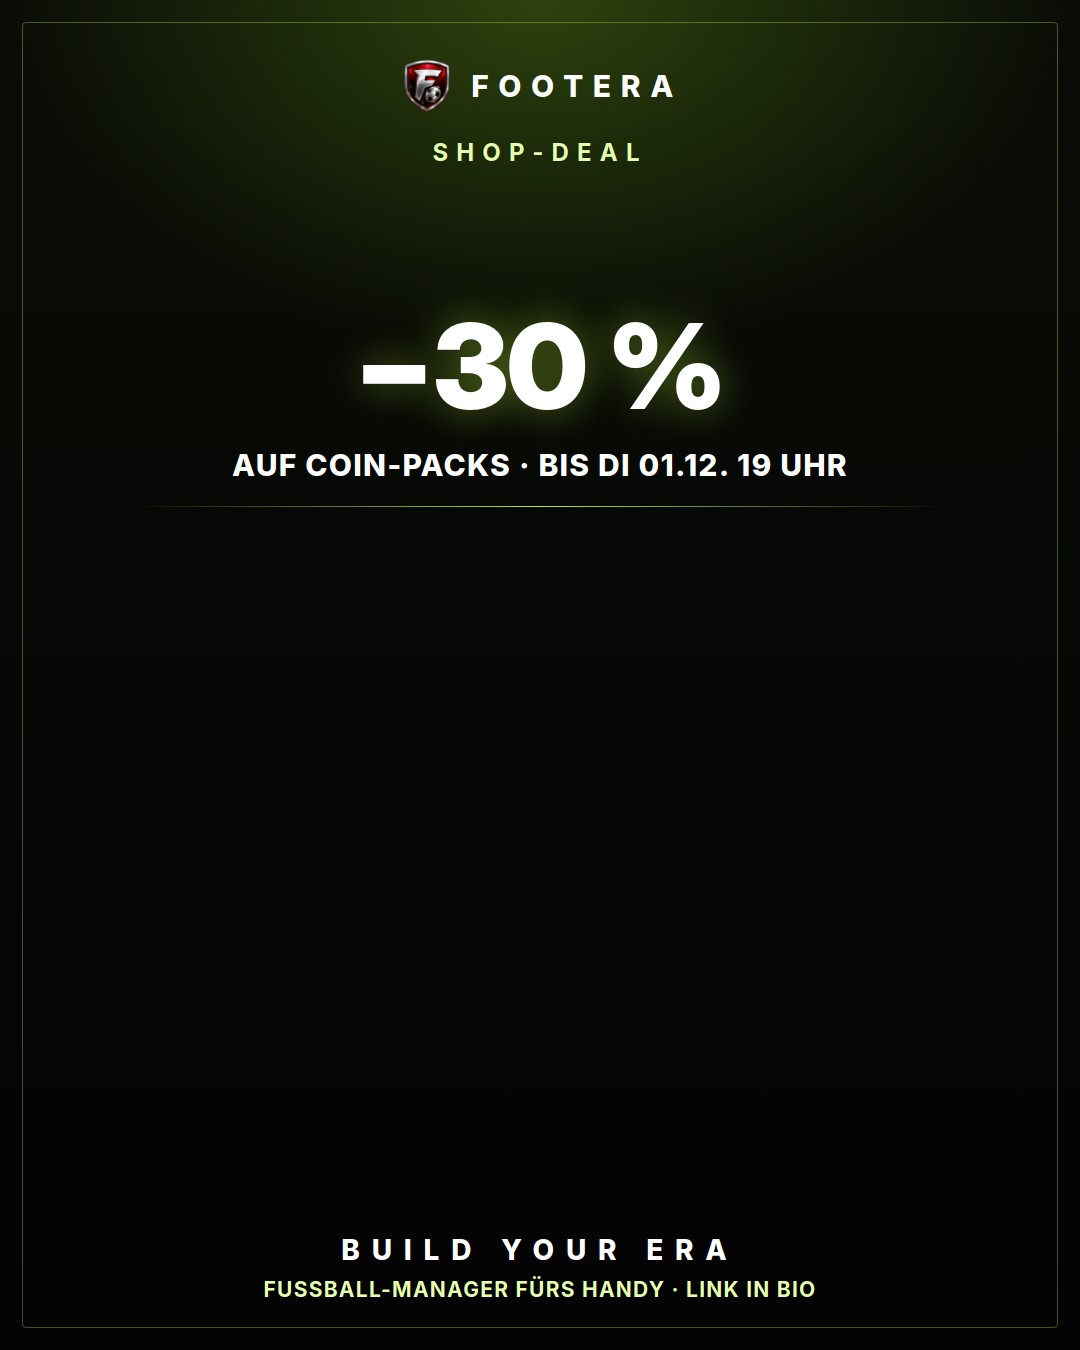 FOOTERA
SHOP-DEAL
–30 %
AUF COIN-PACKS · BIS DI 01.12. 19 UHR
BUILD YOUR ERA
FUSSBALL-MANAGER FÜRS HANDY · LINK IN BIO